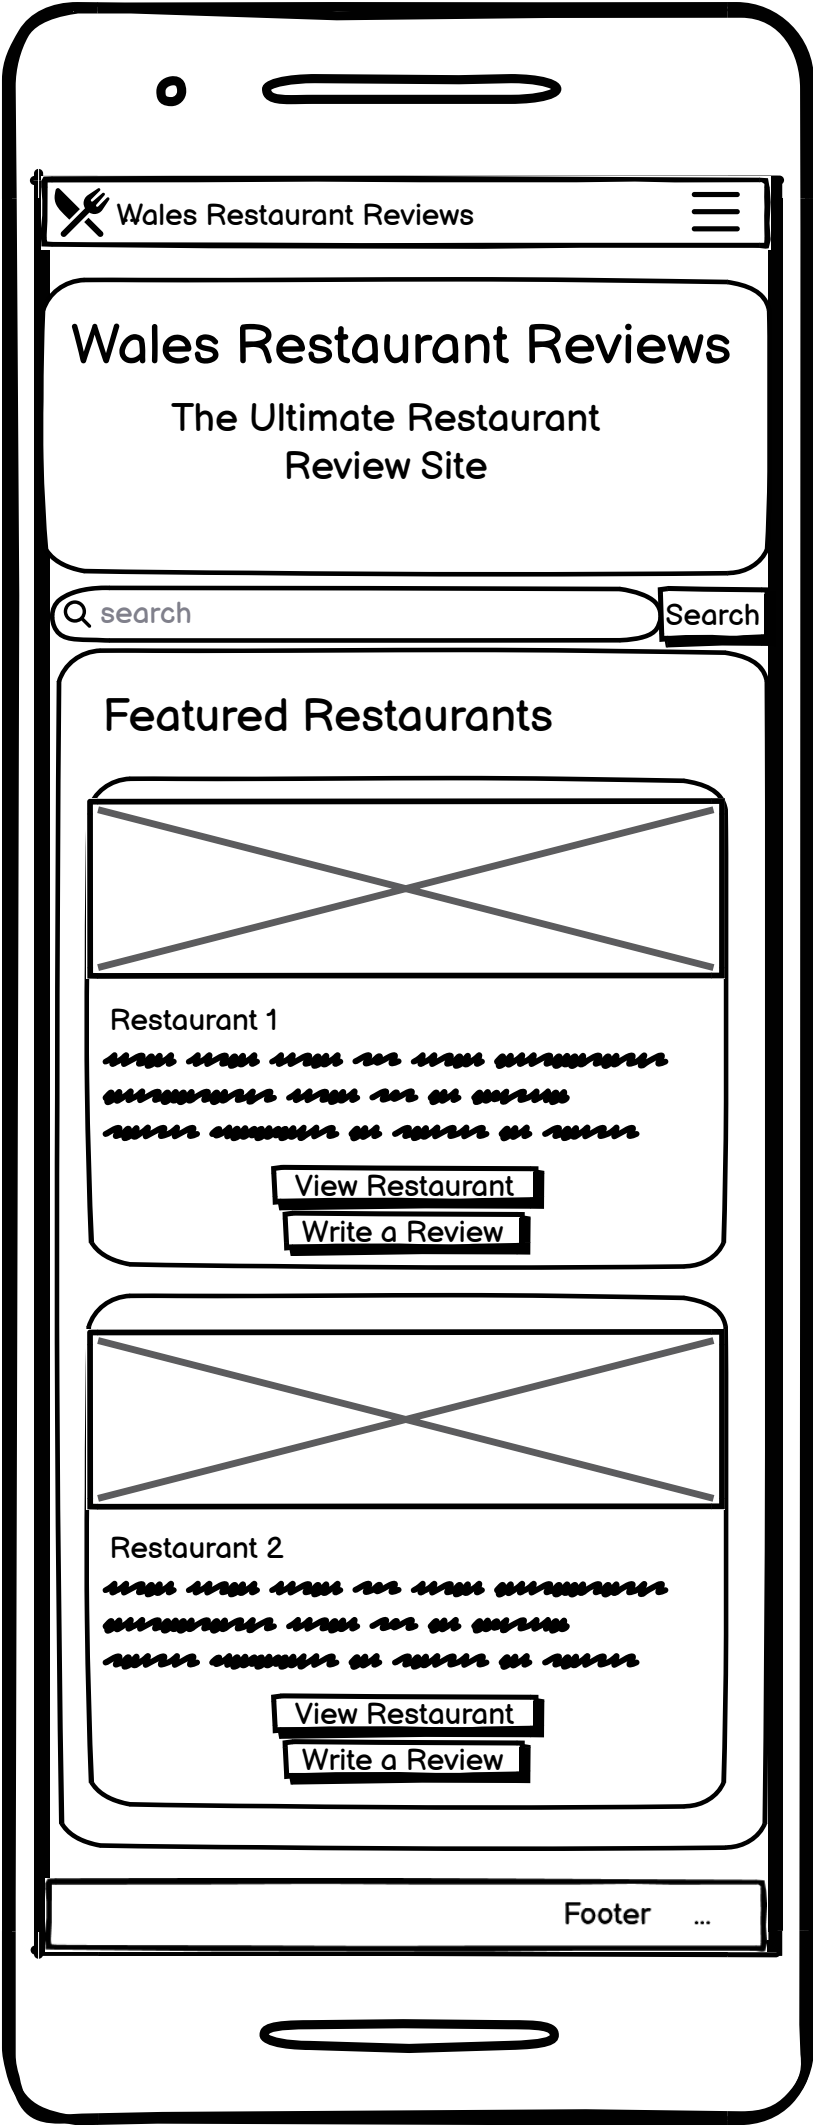 Wales Restaurant Reviews
Wales Restaurant Reviews
The Ultimate Restaurant
Review Site
search
Search
Featured Restaurants
Restaurant 1
View Restaurant
Write a Review
Restaurant 2
View Restaurant
Write a Review
Footer ...